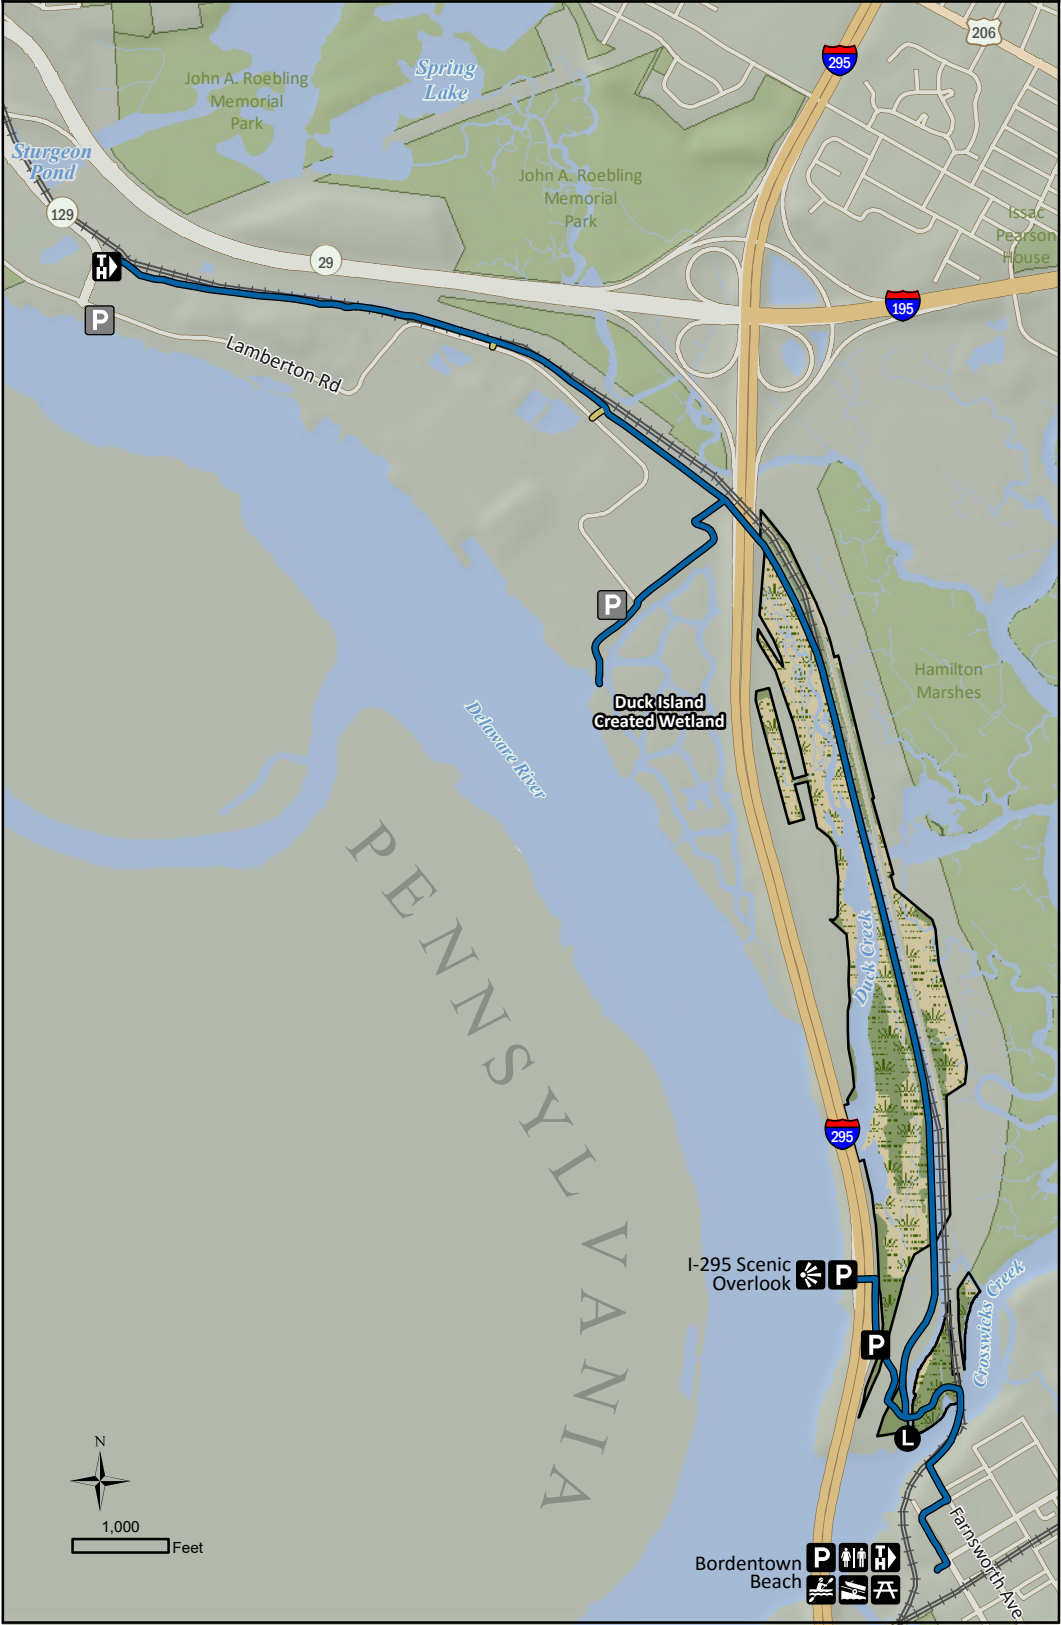 206
295
John A. Roebling
Memorial
Park
Spring
Lake
Sturgeon
Pond
John A. Roebling
Memorial
Park
129
Issac
Pearson
House
29
TH
195
P
Lamberton Rd
P
Hamilton
Marshes
Duck Island
Created Wetland
Delaware River
PENNSYLVANIA
Duck Creek
295
I-295 Scenic
Overlook
P
Crosswicks Creek
P
L
N
1,000
Feet
Farnsworth Ave
Bordentown
Beach
P
TH